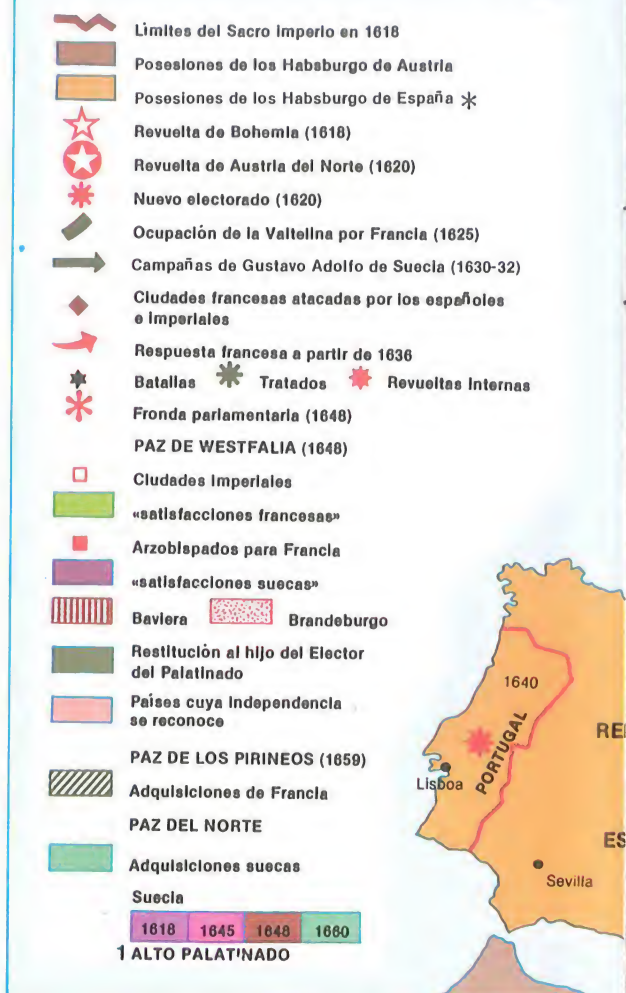 Límites del Sacro Imperio en 1618
Posesiones de los Habsburgo de Austria
Posesiones de los Habsburgo de España *
Revuelta de Bohemia (1618)
Revuelta de Austria del Norte (1620)
Nuevo electorado (1620)
Ocupación de la Valtelina por Francia (1625)
Campañas de Gustavo Adolfo de Suecia (1630-32)
Ciudades francesas atacadas por los españoles
e Imperiales
Respuesta francesa a partir de 1636
Batallas Tratados Revueltas Internas
Fronda parlamentaria (1648)
PAZ DE WESTFALIA (1648)
Ciudades Imperiales
«satisfacciones francesas»
Arzobispados para Francia
«satisfacciones suecas»
Baviera Brandeburgo
Restitución al hijo del Elector
del Palatinado
Países cuya Independencia
se reconoce
PAZ DE LOS PIRINEOS (1659)
Adquisiciones de Francia
PAZ DEL NORTE
Adquisiciones suecas
Suecia
1618 1645 1648 1660
1 ALTO PALATINADO
1640
PORTUGAL
Lisboa
Sevilla
RE
ES